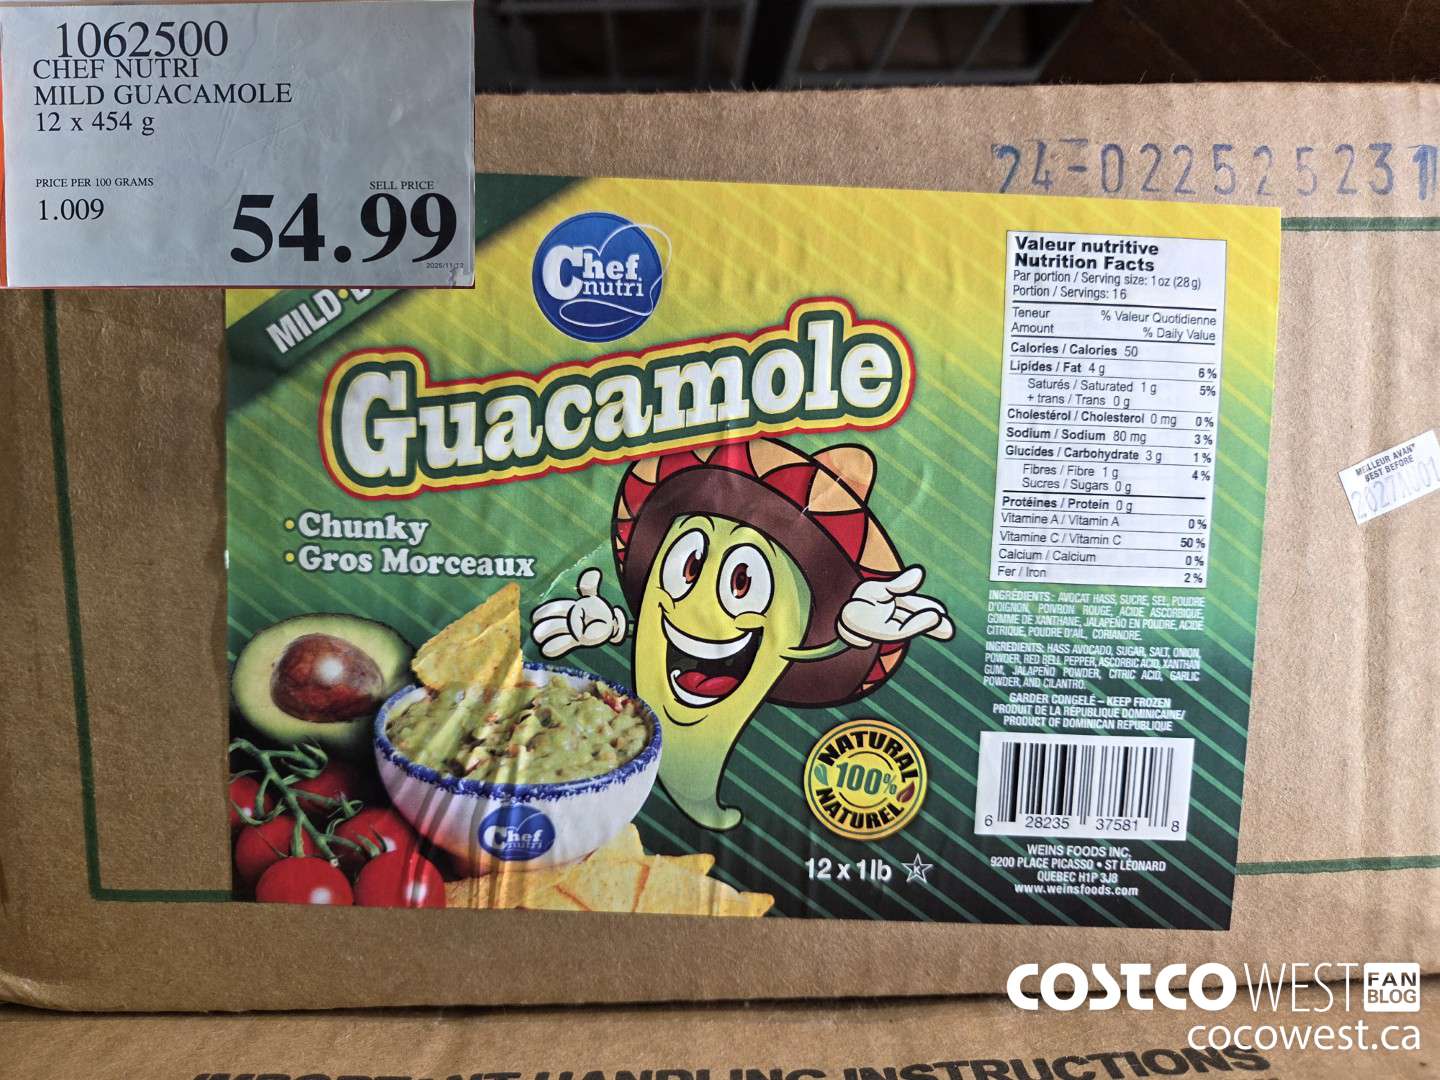 1062500
CHEF NUTRI
MILD GUACAMOLE
12 x 454 g
PRICE PER 100 GRAMS
1.009
SELL PRICE
54.99
2025/11/12
24-022525231
MILD
Chef
nutri
Guacamole
•Chunky
•Gros Morceaux
Chef
nutri
NATURAL
100%
NATUREL
12 x 1lb
K
Valeur nutritive
Nutrition Facts
Par portion / Serving size: 1 oz (28 g)
Portion / Servings: 16
Teneur % Valeur Quotidienne
Amount % Daily Value
Calories / Calories 50
Lipides / Fat 4 g 6%
Saturés / Saturated 1 g 5%
+ trans / Trans 0 g
Cholestérol / Cholesterol 0 mg 0%
Sodium / Sodium 80 mg 3%
Glucides / Carbohydrate 3 g 1%
Fibres / Fibre 1 g 4%
Sucres / Sugars 0 g
Protéines / Protein 0 g
Vitamine A / Vitamin A 0%
Vitamine C / Vitamin C 50%
Calcium / Calcium 0%
Fer / Iron 2%
INGRÉDIENTS: AVOCAT HASS, SUCRE, SEL, POUDRE
D'OIGNON, POIVRON ROUGE, ACIDE ASCORBIQUE,
GOMME DE XANTHANE, JALAPEÑO EN POUDRE, ACIDE
CITRIQUE, POUDRE D'AIL, CORIANDRE.
INGREDIENTS: HASS AVOCADO, SUGAR, SALT, ONION
POWDER, RED BELL PEPPER, ASCORBIC ACID, XANTHAN
GUM, JALAPENO POWDER, CITRIC ACID, GARLIC
POWDER, AND CILANTRO.
GARDER CONGELÉ – KEEP FROZEN
PRODUIT DE LA RÉPUBLIQUE DOMINICAINE/
PRODUCT OF DOMINICAN REPUBLIQUE
6 28235 37581 8
WEINS FOODS INC.
9200 PLACE PICASSO • ST LÉONARD
QUEBEC H1P 3J8
www.weinsfoods.com
MEILLEUR AVANT
BEST BEFORE
COSTCO WEST FAN
BLOG
cocowest.ca
HANDLING INSTRUCTIONS